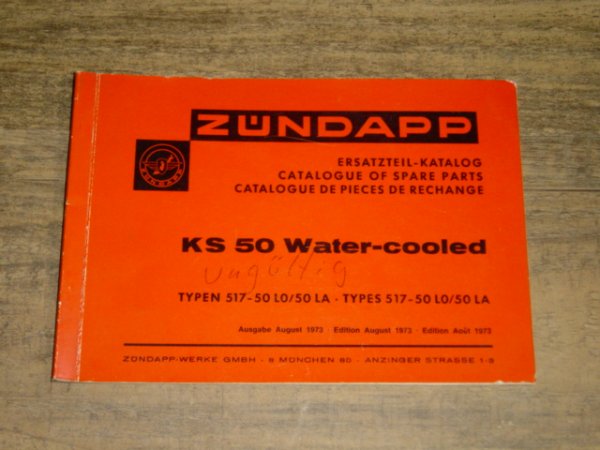 ZÜNDAPP
ZÜNDAPP
ERSATZTEIL-KATALOG
CATALOGUE OF SPARE PARTS
CATALOGUE DE PIECES DE RECHANGE
KS 50 Water-cooled
ungültig
TYPEN 517-50 L0/50 LA · TYPES 517-50 L0/50 LA
Ausgabe August 1973 · Edition August 1973 · Edition Août 1973
ZÜNDAPP-WERKE GMBH · 8 MÜNCHEN 80 · ANZINGER STRASSE 1-3